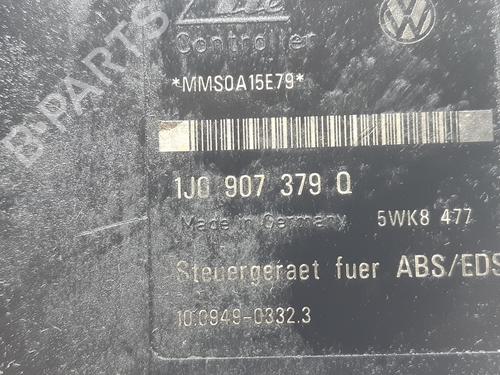 Ate
Controller
*MMS0A15E79*
1J0 907 379 Q
Made in Germany 5WK8 477
Steuergeraet fuer ABS/EDS
10.0949-0332.3
B-PARTS